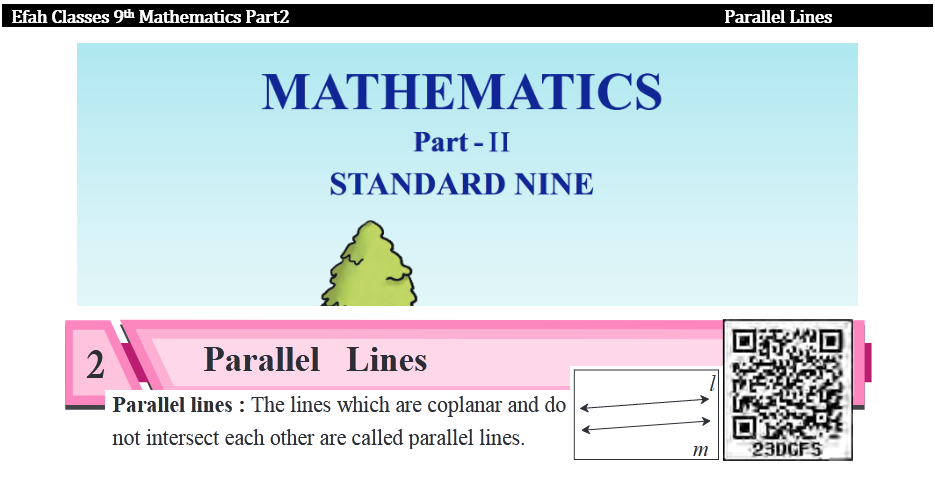 Efah Classes 9th Mathematics Part2 Parallel Lines
MATHEMATICS
Part - II
STANDARD NINE
2 Parallel Lines
Parallel lines : The lines which are coplanar and do
not intersect each other are called parallel lines.
l
m
23DGFS